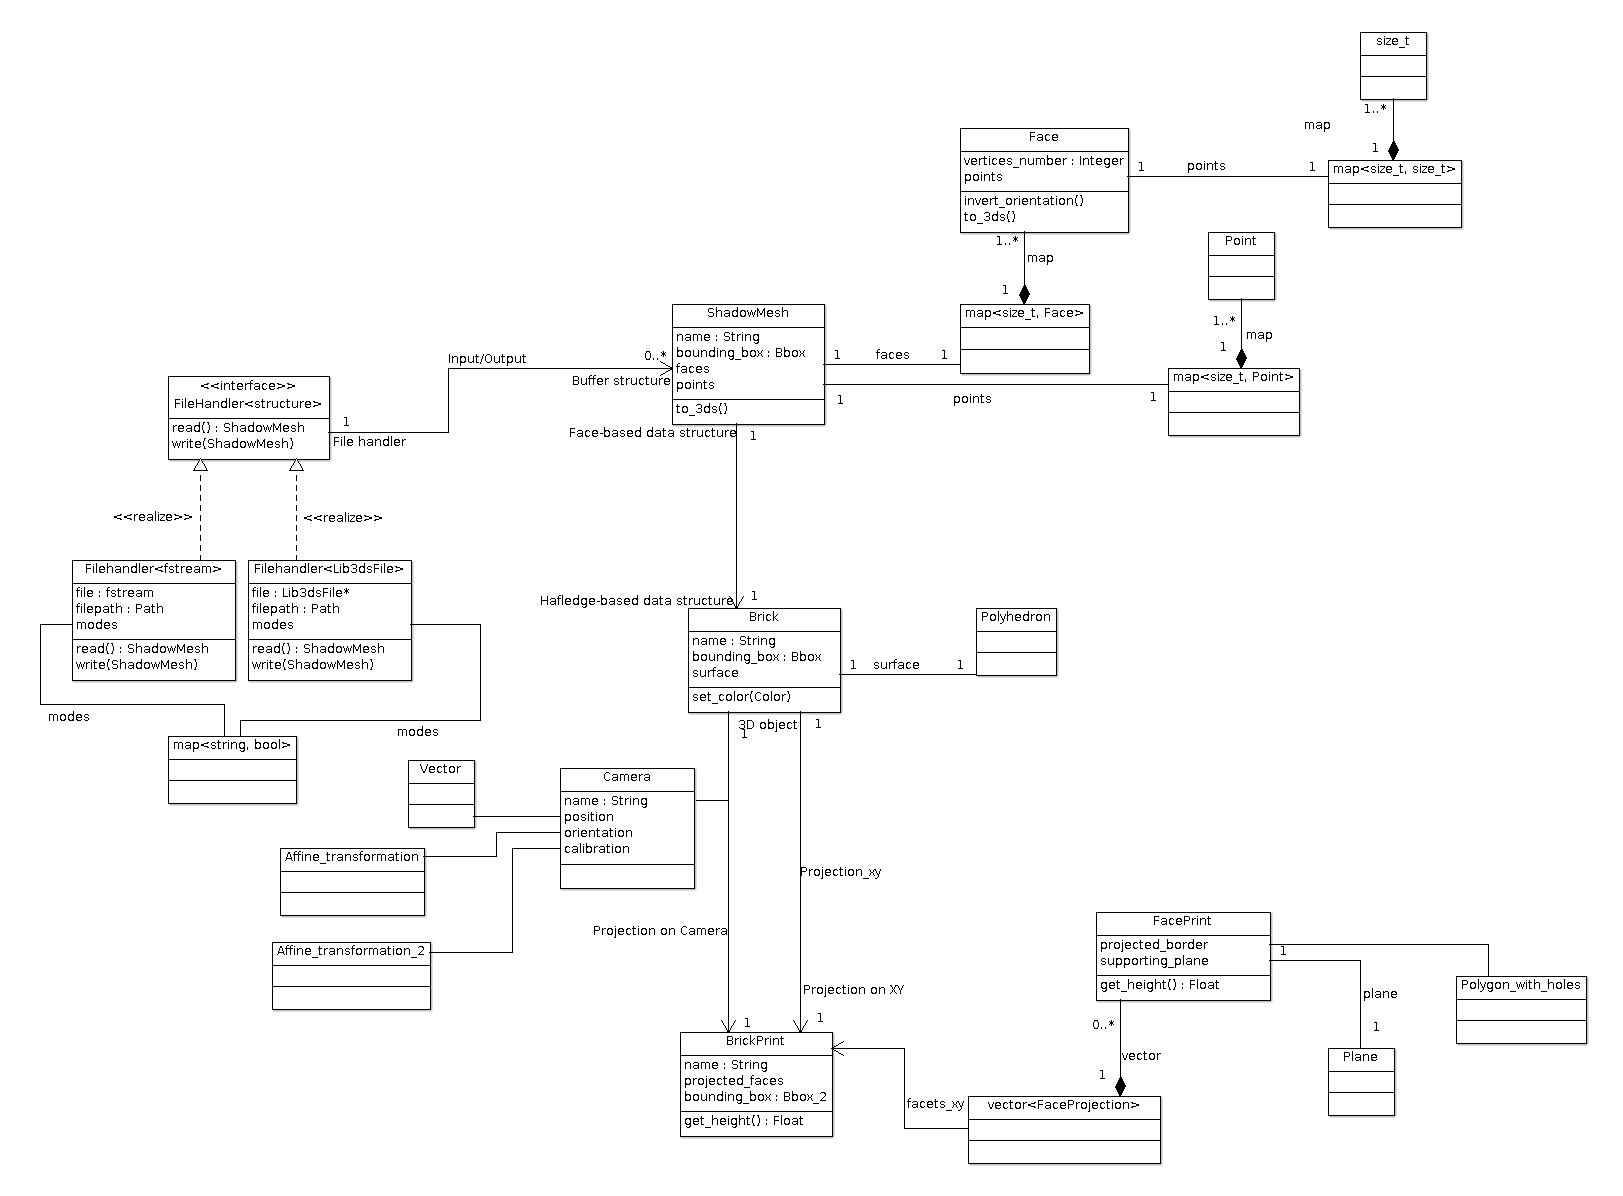 size_t
1..*
map
1
map<size_t, size_t>
Face
vertices_number : Integer
points
invert_orientation()
to_3ds()
1
points
1
1..*
map
1
map<size_t, Face>
Point
1..*
map
1
map<size_t, Point>
ShadowMesh
name : String
bounding_box : Bbox
faces
points
to_3ds()
1
faces
1
1
points
1
Input/Output
0..*
Buffer structure
<<interface>>
FileHandler<structure>
read() : ShadowMesh
write(ShadowMesh)
1
File handler
<<realize>>
<<realize>>
Filehandler<fstream>
file : fstream
filepath : Path
modes
read() : ShadowMesh
write(ShadowMesh)
Filehandler<Lib3dsFile>
file : Lib3dsFile*
filepath : Path
modes
read() : ShadowMesh
write(ShadowMesh)
modes
modes
map<string, bool>
Face-based data structure
1
Hafledge-based data structure
1
Brick
name : String
bounding_box : Bbox
surface
set_color(Color)
1
surface
1
Polyhedron
3D object
1
1
Vector
Camera
name : String
position
orientation
calibration
Affine_transformation
Affine_transformation_2
Projection_xy
Projection on Camera
Projection on XY
1
1
BrickPrint
name : String
projected_faces
bounding_box : Bbox_2
get_height() : Float
facets_xy
FacePrint
projected_border
supporting_plane
get_height() : Float
1
plane
1
Polygon_with_holes
Plane
0..*
vector
1
vector<FaceProjection>